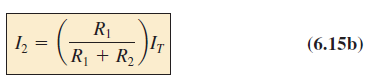 I₂ = (R₁ / (R₁ + R₂)) I_T (6.15b)